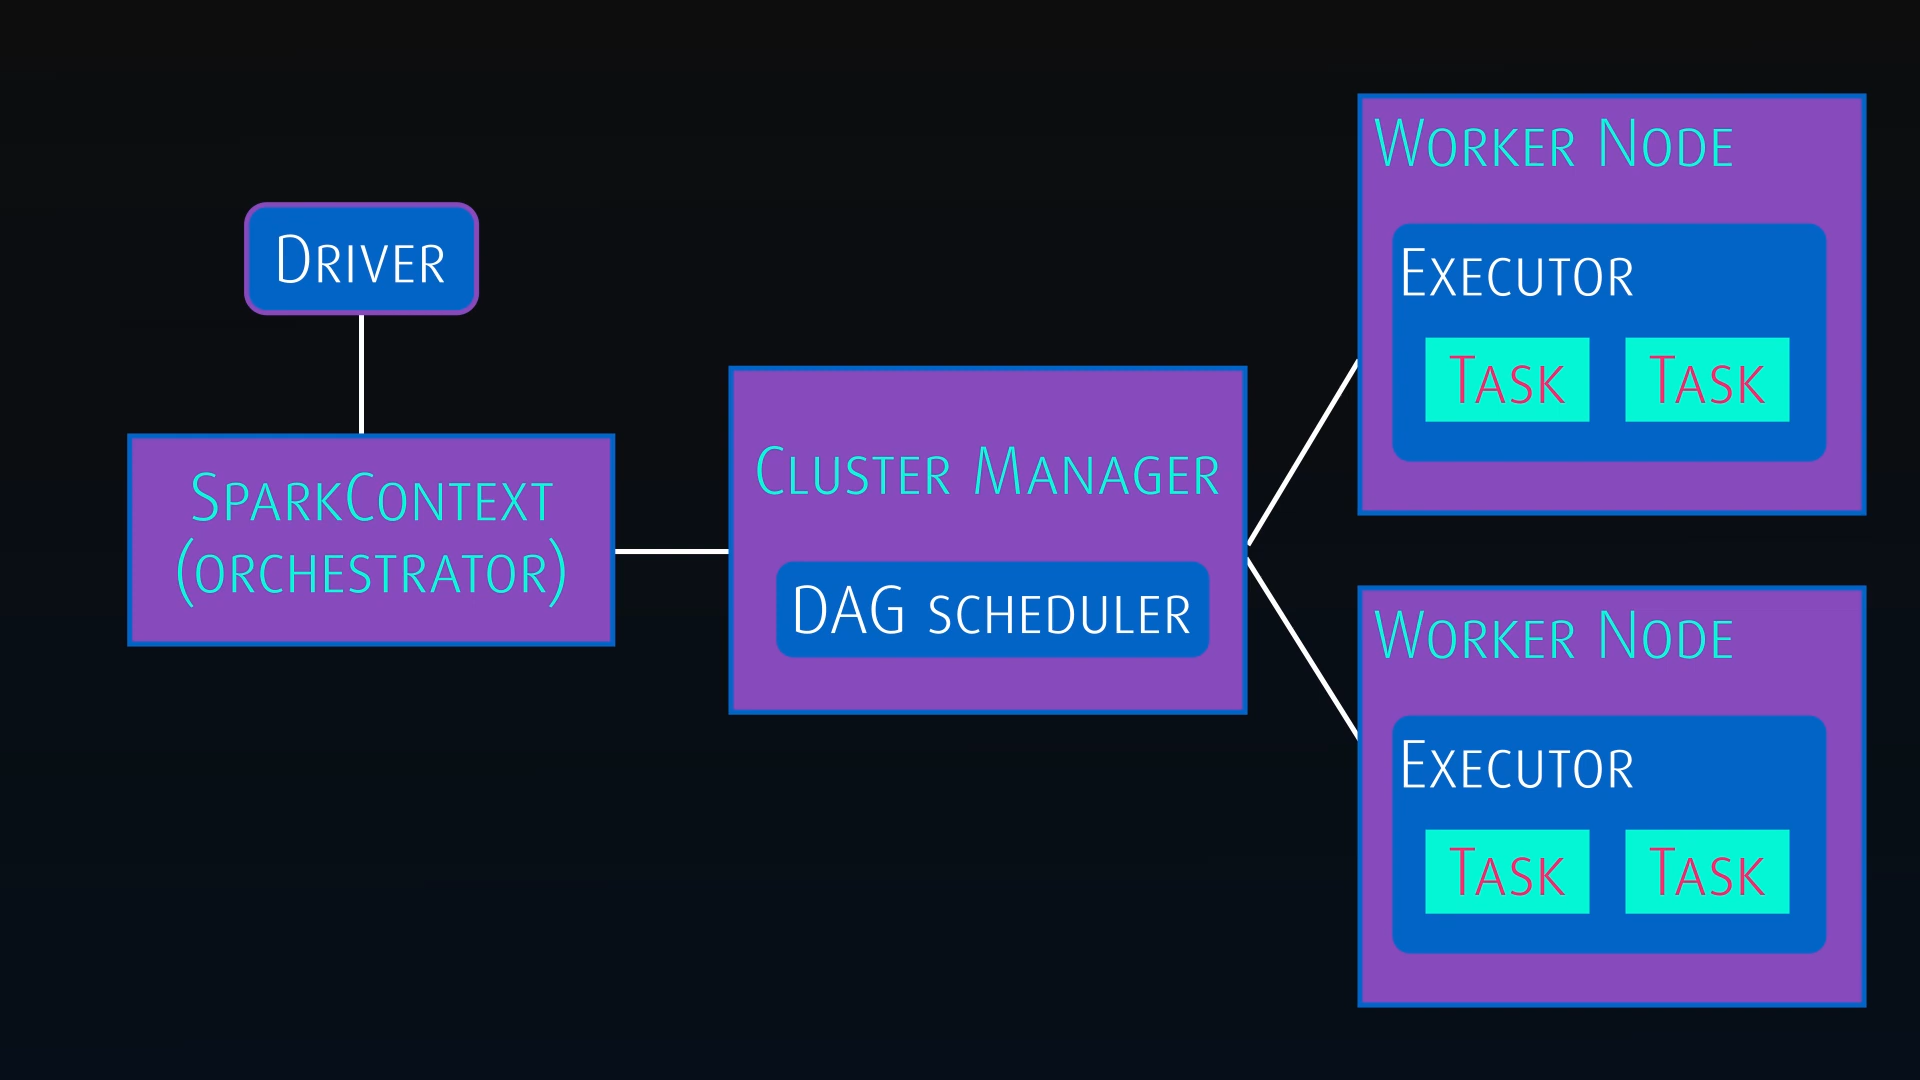 Driver
SparkContext
(orchestrator)
Cluster Manager
DAG scheduler
Worker Node
Executor
Task Task
Worker Node
Executor
Task Task